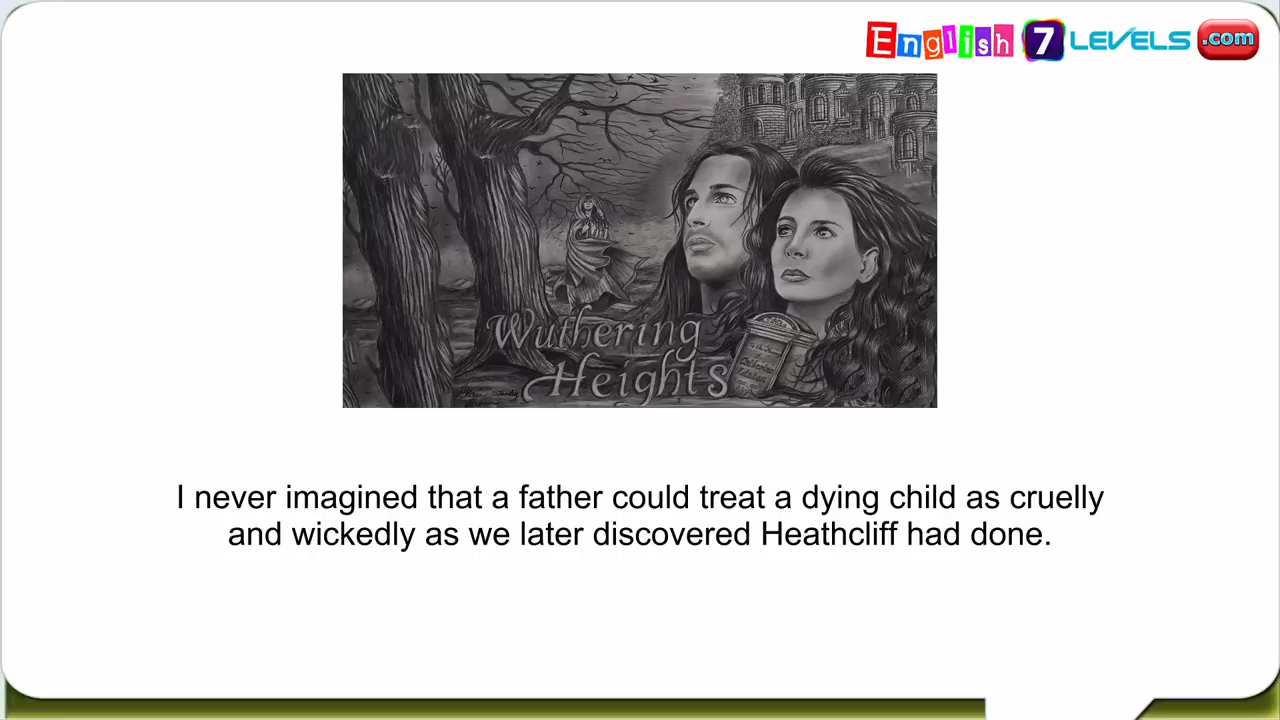 English 7 LEVELS .com
Wuthering
Heights
I never imagined that a father could treat a dying child as cruelly
and wickedly as we later discovered Heathcliff had done.